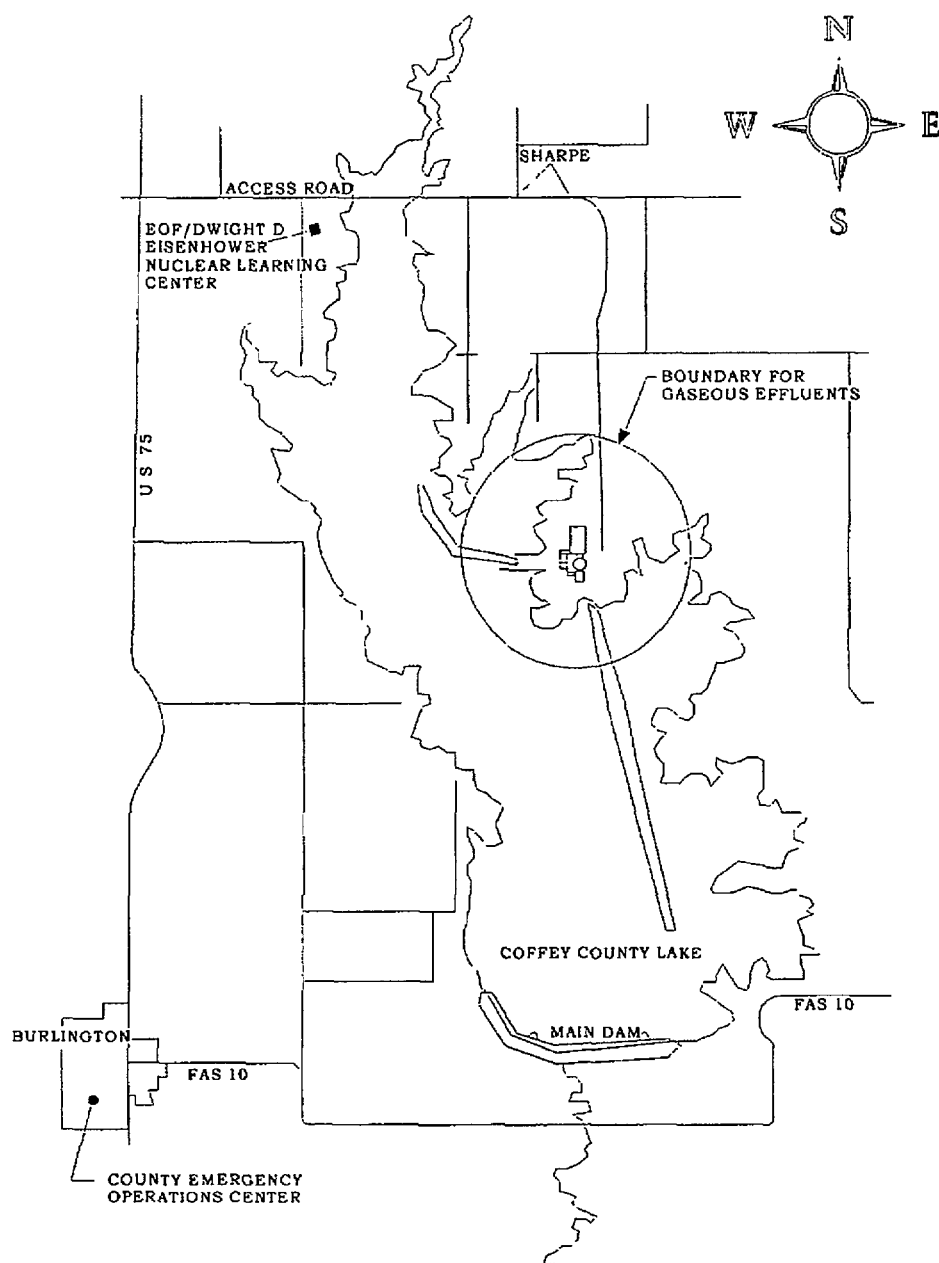 N
W
E
S
SHARPE
ACCESS ROAD
EOF/DWIGHT D
EISENHOWER
NUCLEAR LEARNING
CENTER
BOUNDARY FOR
GASEOUS EFFLUENTS
U S 75
COFFEY COUNTY LAKE
FAS 10
MAIN DAM
BURLINGTON
FAS 10
COUNTY EMERGENCY
OPERATIONS CENTER